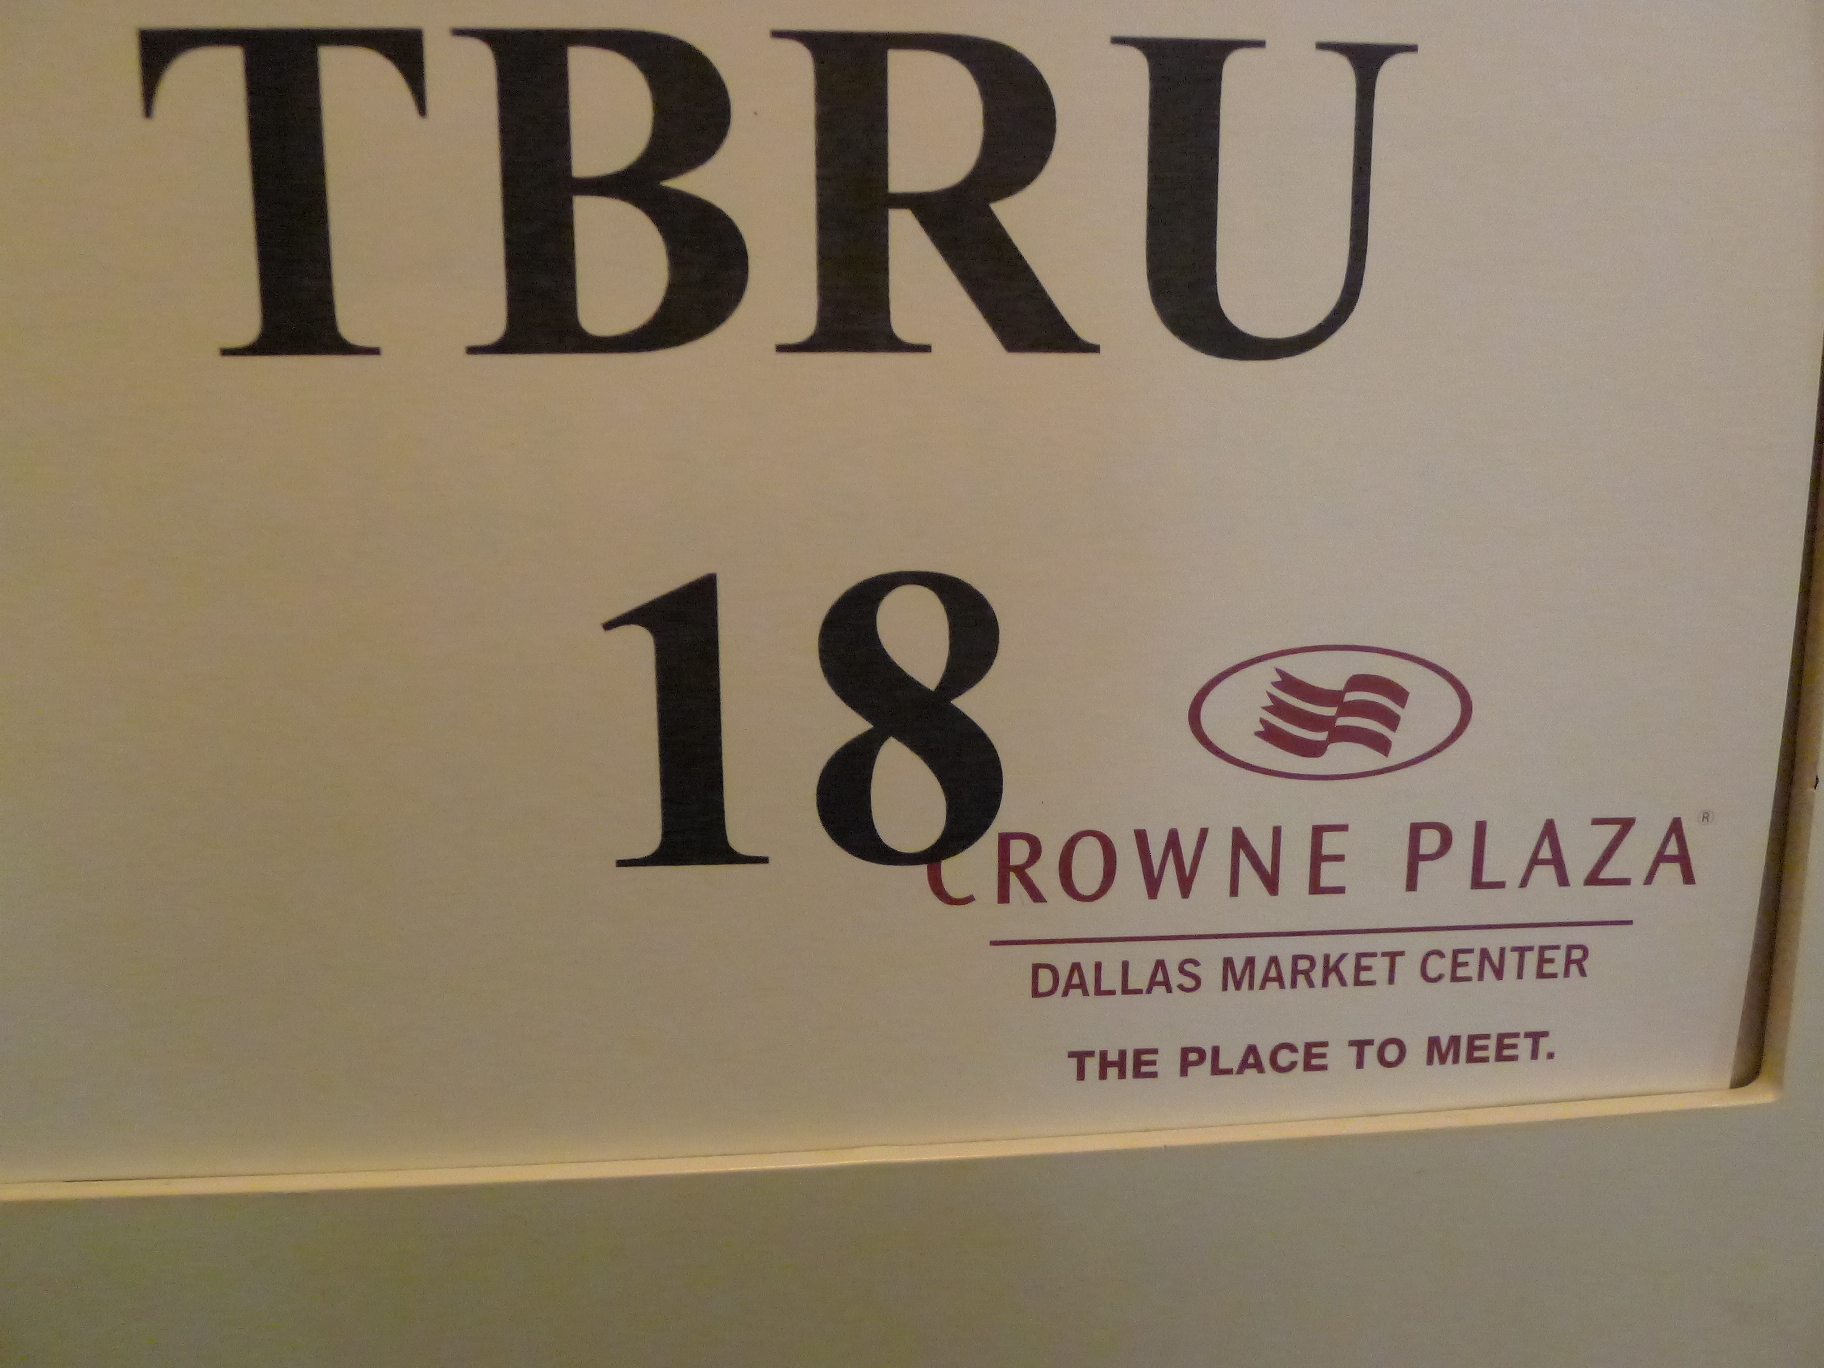 TBRU
18
CROWNE PLAZA®
DALLAS MARKET CENTER
THE PLACE TO MEET.